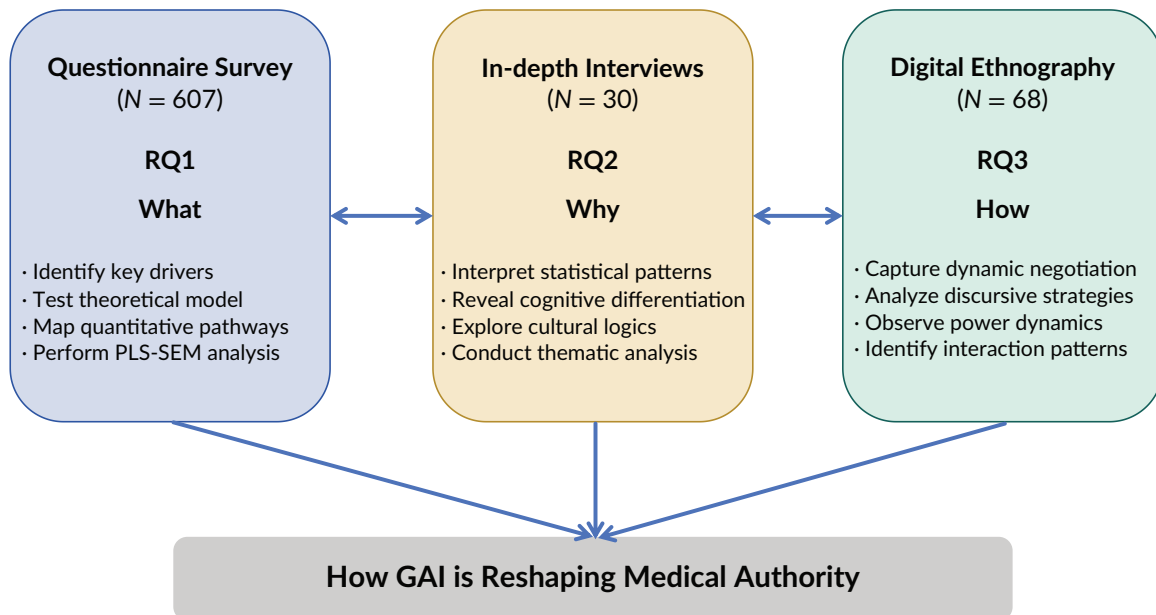 Questionnaire Survey
(N = 607)
RQ1
What
· Identify key drivers
· Test theoretical model
· Map quantitative pathways
· Perform PLS-SEM analysis
In-depth Interviews
(N = 30)
RQ2
Why
· Interpret statistical patterns
· Reveal cognitive differentiation
· Explore cultural logics
· Conduct thematic analysis
Digital Ethnography
(N = 68)
RQ3
How
· Capture dynamic negotiation
· Analyze discursive strategies
· Observe power dynamics
· Identify interaction patterns
How GAI is Reshaping Medical Authority